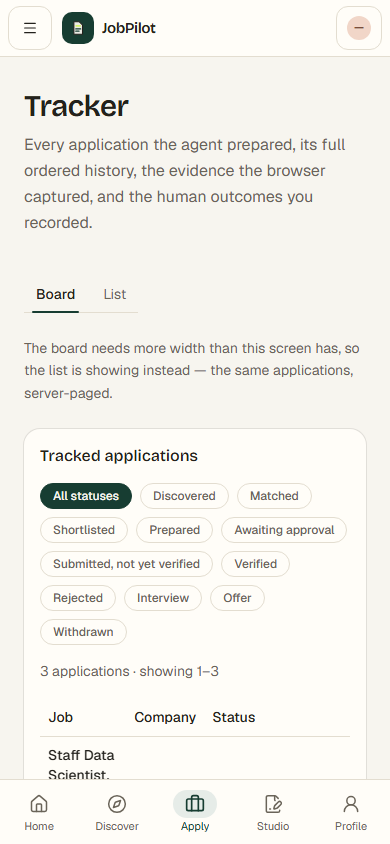 JobPilot
Tracker
Every application the agent prepared, its full
ordered history, the evidence the browser
captured, and the human outcomes you
recorded.
Board List
The board needs more width than this screen has, so
the list is showing instead — the same applications,
server-paged.
Tracked applications
All statuses Discovered Matched
Shortlisted Prepared Awaiting approval
Submitted, not yet verified Verified
Rejected Interview Offer
Withdrawn
3 applications · showing 1–3
Job Company Status
Staff Data
Scientist,
Home Discover Apply Studio Profile